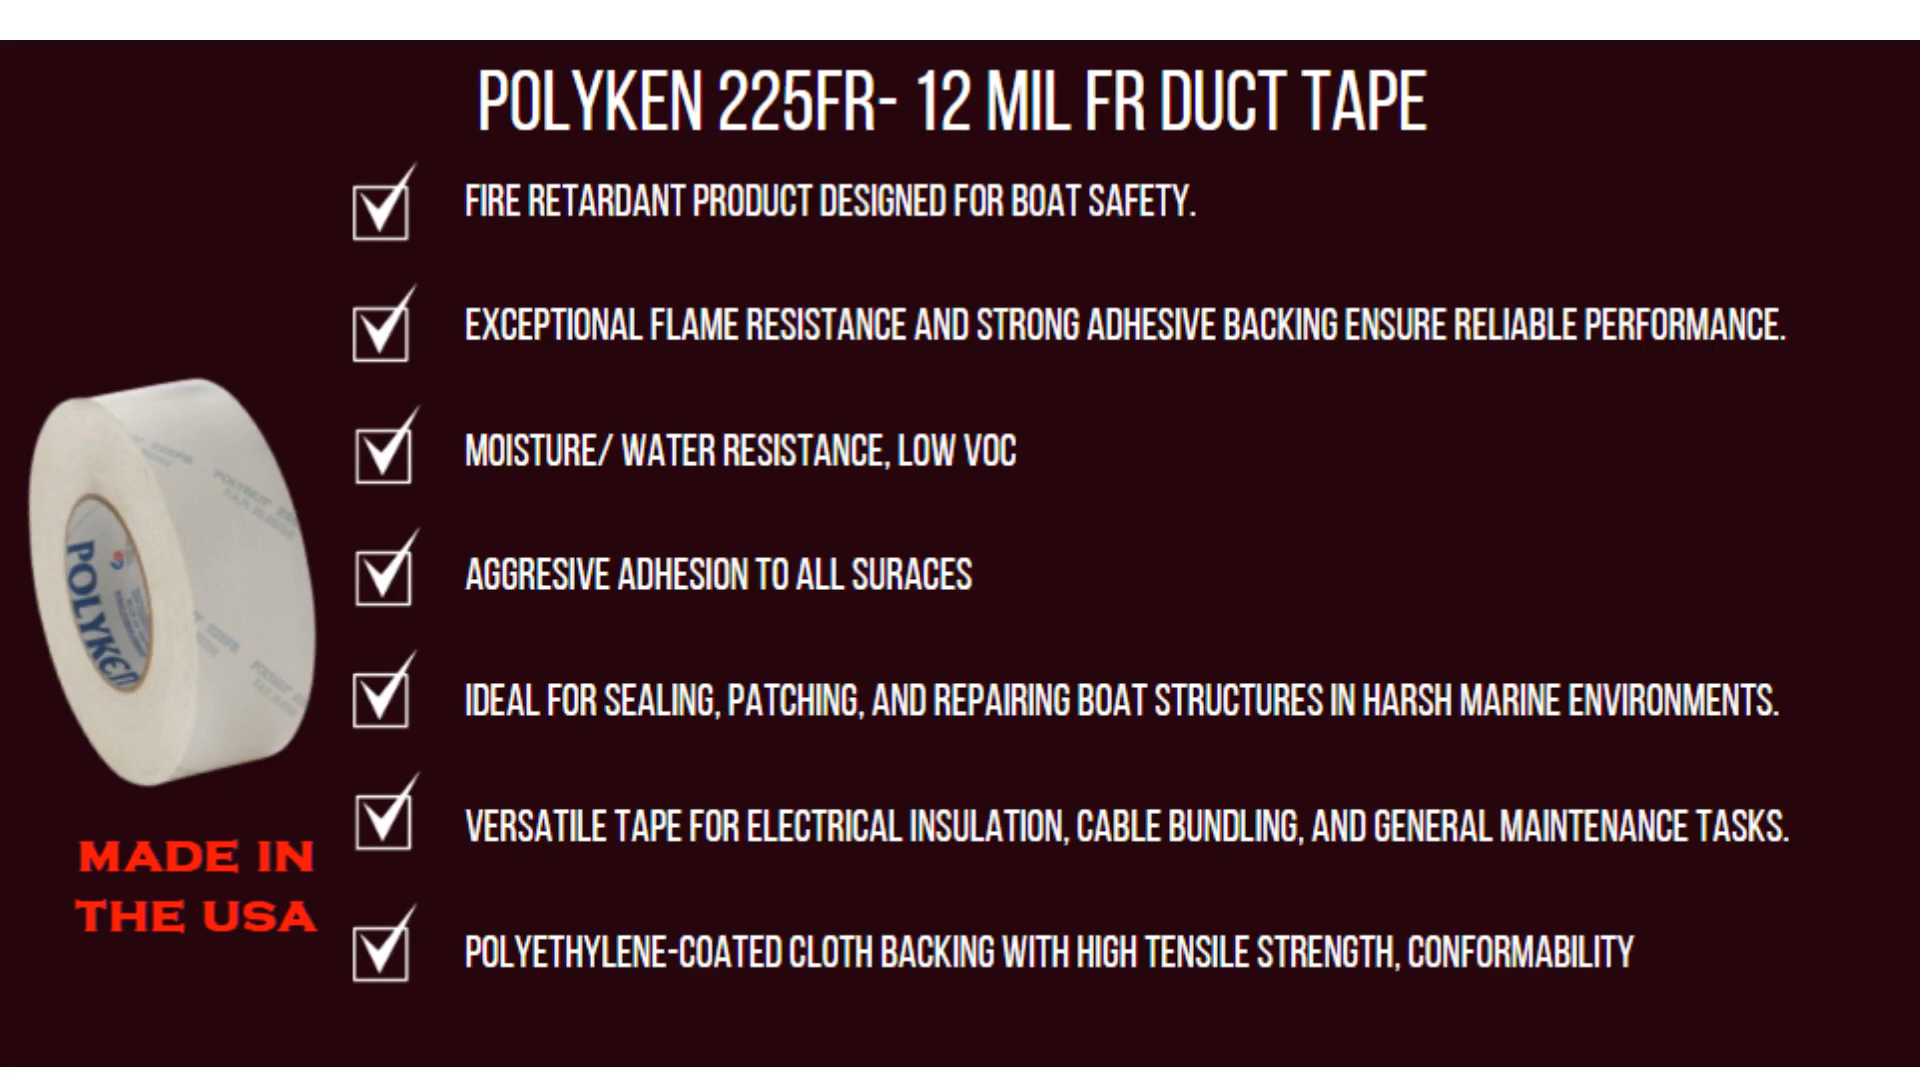 POLYKEN 225FR- 12 MIL FR DUCT TAPE
FIRE RETARDANT PRODUCT DESIGNED FOR BOAT SAFETY.
EXCEPTIONAL FLAME RESISTANCE AND STRONG ADHESIVE BACKING ENSURE RELIABLE PERFORMANCE.
MOISTURE/ WATER RESISTANCE, LOW VOC
AGGRESIVE ADHESION TO ALL SURACES
IDEAL FOR SEALING, PATCHING, AND REPAIRING BOAT STRUCTURES IN HARSH MARINE ENVIRONMENTS.
VERSATILE TAPE FOR ELECTRICAL INSULATION, CABLE BUNDLING, AND GENERAL MAINTENANCE TASKS.
POLYETHYLENE-COATED CLOTH BACKING WITH HIGH TENSILE STRENGTH, CONFORMABILITY
POLYKEN
MADE IN
THE USA